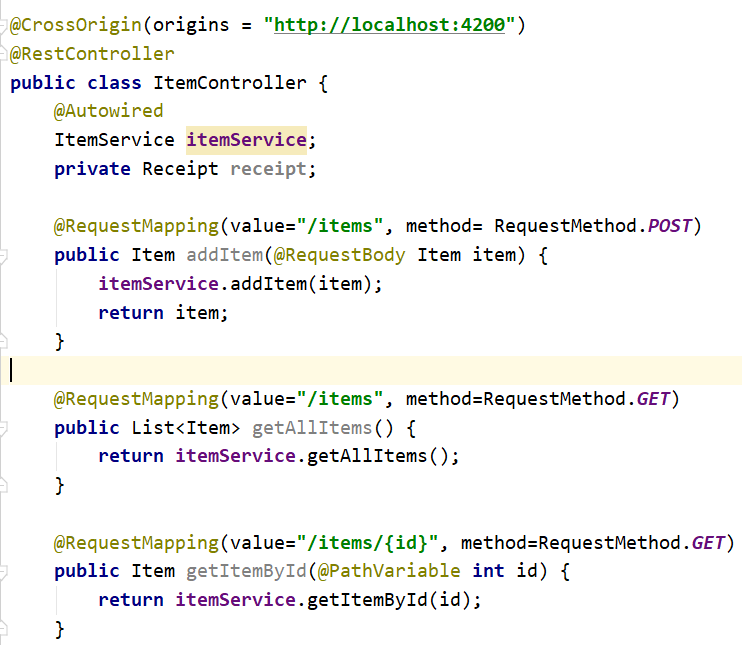 @CrossOrigin(origins = "http://localhost:4200")
@RestController
public class ItemController {
    @Autowired
    ItemService itemService;
    private Receipt receipt;

    @RequestMapping(value="/items", method= RequestMethod.POST)
    public Item addItem(@RequestBody Item item) {
        itemService.addItem(item);
        return item;
    }

    @RequestMapping(value="/items", method=RequestMethod.GET)
    public List<Item> getAllItems() {
        return itemService.getAllItems();
    }

    @RequestMapping(value="/items/{id}", method=RequestMethod.GET)
    public Item getItemById(@PathVariable int id) {
        return itemService.getItemById(id);
    }